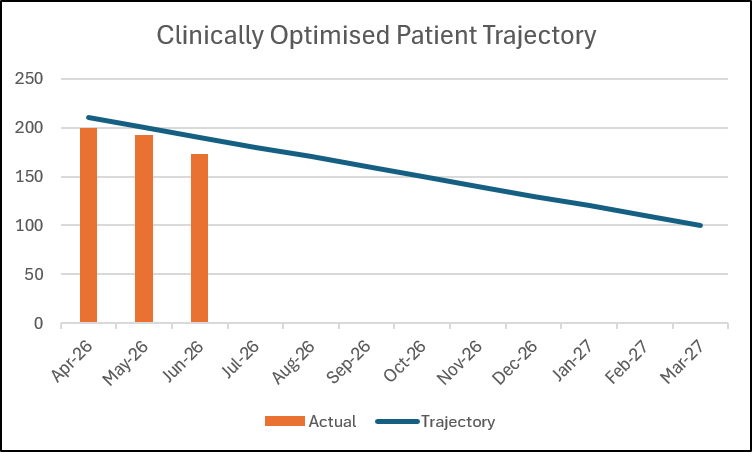 Clinically Optimised Patient Trajectory
250
200
150
100
50
0
Apr-26 May-26 Jun-26 Jul-26 Aug-26 Sep-26 Oct-26 Nov-26 Dec-26 Jan-27 Feb-27 Mar-27
Actual Trajectory